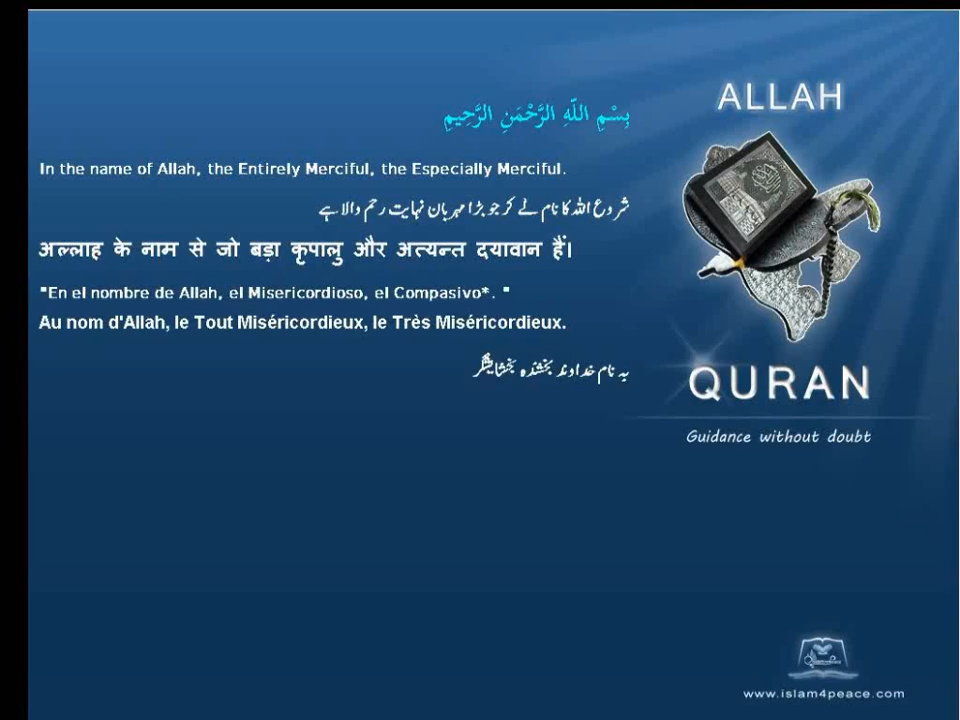 بِسْمِ اللَّهِ الرَّحْمَنِ الرَّحِيمِ
In the name of Allah, the Entirely Merciful, the Especially Merciful.
شروع اللہ کا نام لے کر جو بڑا مہربان نہایت رحم والا ہے
अल्लाह के नाम से जो बड़ा कृपालु और अत्यन्त दयावान हैं।
"En el nombre de Allah, el Misericordioso, el Compasivo*. "
Au nom d'Allah, le Tout Miséricordieux, le Très Miséricordieux.
به نام خداوند بخشنده بخشایشگر
ALLAH
QURAN
Guidance without doubt
www.islam4peace.com